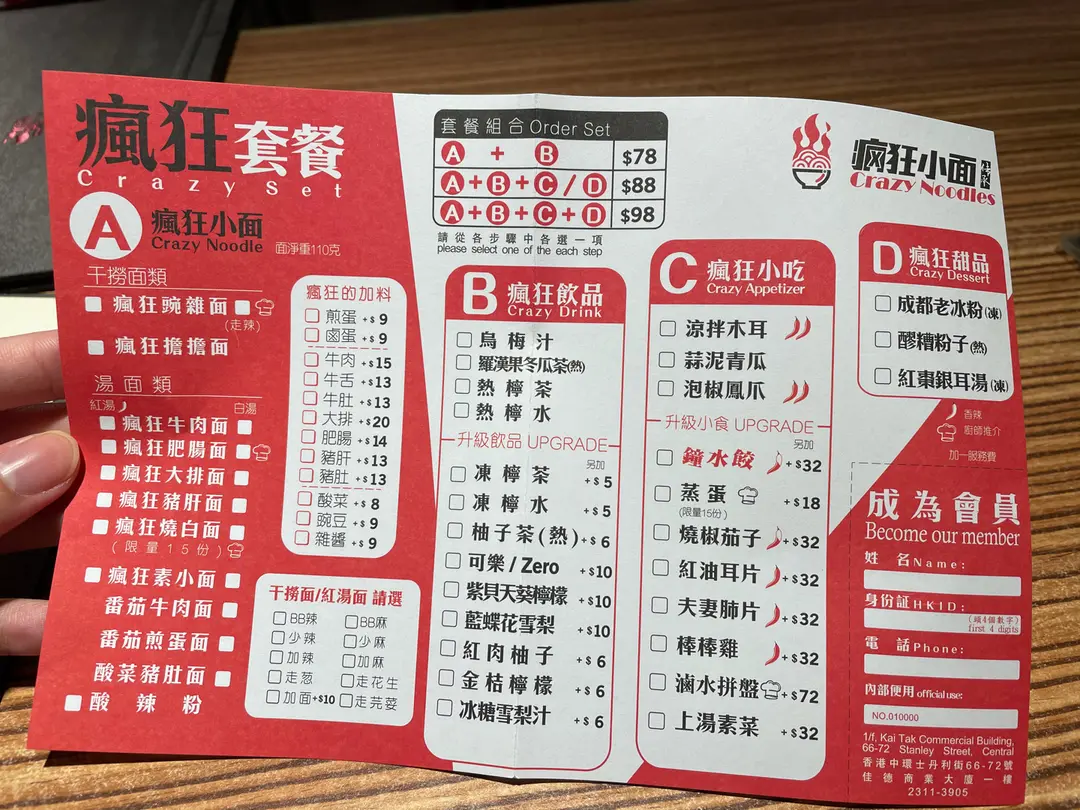 瘋狂套餐
Crazy Set
A 瘋狂小面
Crazy Noodle 面淨重110克
干撈面類
瘋狂豌雜面
(走辣)
瘋狂擔擔面
湯面類
紅湯 白湯
瘋狂牛肉面
瘋狂肥腸面
瘋狂大排面
瘋狂豬肝面
瘋狂燒白面
(限量15份)
瘋狂素小面
番茄牛肉面
番茄煎蛋面
酸菜豬肚面
酸辣粉
瘋狂的加料
煎蛋 +$9
鹵蛋 +$9
牛肉 +$15
牛舌 +$13
牛肚 +$13
大排 +$20
肥腸 +$14
豬肝 +$13
豬肚 +$13
酸菜 +$8
豌豆 +$9
雜醬 +$9
干撈面/紅湯面 請選
BB辣 BB麻
少辣 少麻
加辣 加麻
走葱 走花生
加面+$10 走芫荽
套餐組合 Order Set
A + B $78
A+B+C/D $88
A+B+C+D $98
請從各步驟中各選一項
please select one of the each step
B 瘋狂飲品
Crazy Drink
烏梅汁
羅漢果冬瓜茶(熱)
熱檸茶
熱檸水
升級飲品 UPGRADE
另加
凍檸茶 +$5
凍檸水 +$5
柚子茶(熱) +$6
可樂/Zero +$10
紫貝天葵檸檬 +$10
藍蝶花雪梨 +$10
紅肉柚子 +$6
金桔檸檬 +$6
冰糖雪梨汁 +$6
C 瘋狂小吃
Crazy Appetizer
涼拌木耳
蒜泥青瓜
泡椒鳳爪
升級小食 UPGRADE
另加
鐘水餃 +$32
蒸蛋 +$18
(限量15份)
燒椒茄子 +$32
紅油耳片 +$32
夫妻肺片 +$32
棒棒雞 +$32
滷水拼盤 +$72
上湯素菜 +$32
瘋狂小面
Crazy Noodles
D 瘋狂甜品
Crazy Dessert
成都老冰粉(凍)
醪糟粉子(熱)
紅棗銀耳湯(凍)
香辣
廚師推介
加一服務費
成為會員
Become our member
姓 名Name:
身份証HKID:
(頭4個數字)
first 4 digits
電 話Phone:
內部使用 official use:
NO.010000
1/f, Kai Tak Commercial Building,
66-72 Stanley Street, Central
香港中環士丹利街66-72號
佳德商業大廈一樓
2311-3905